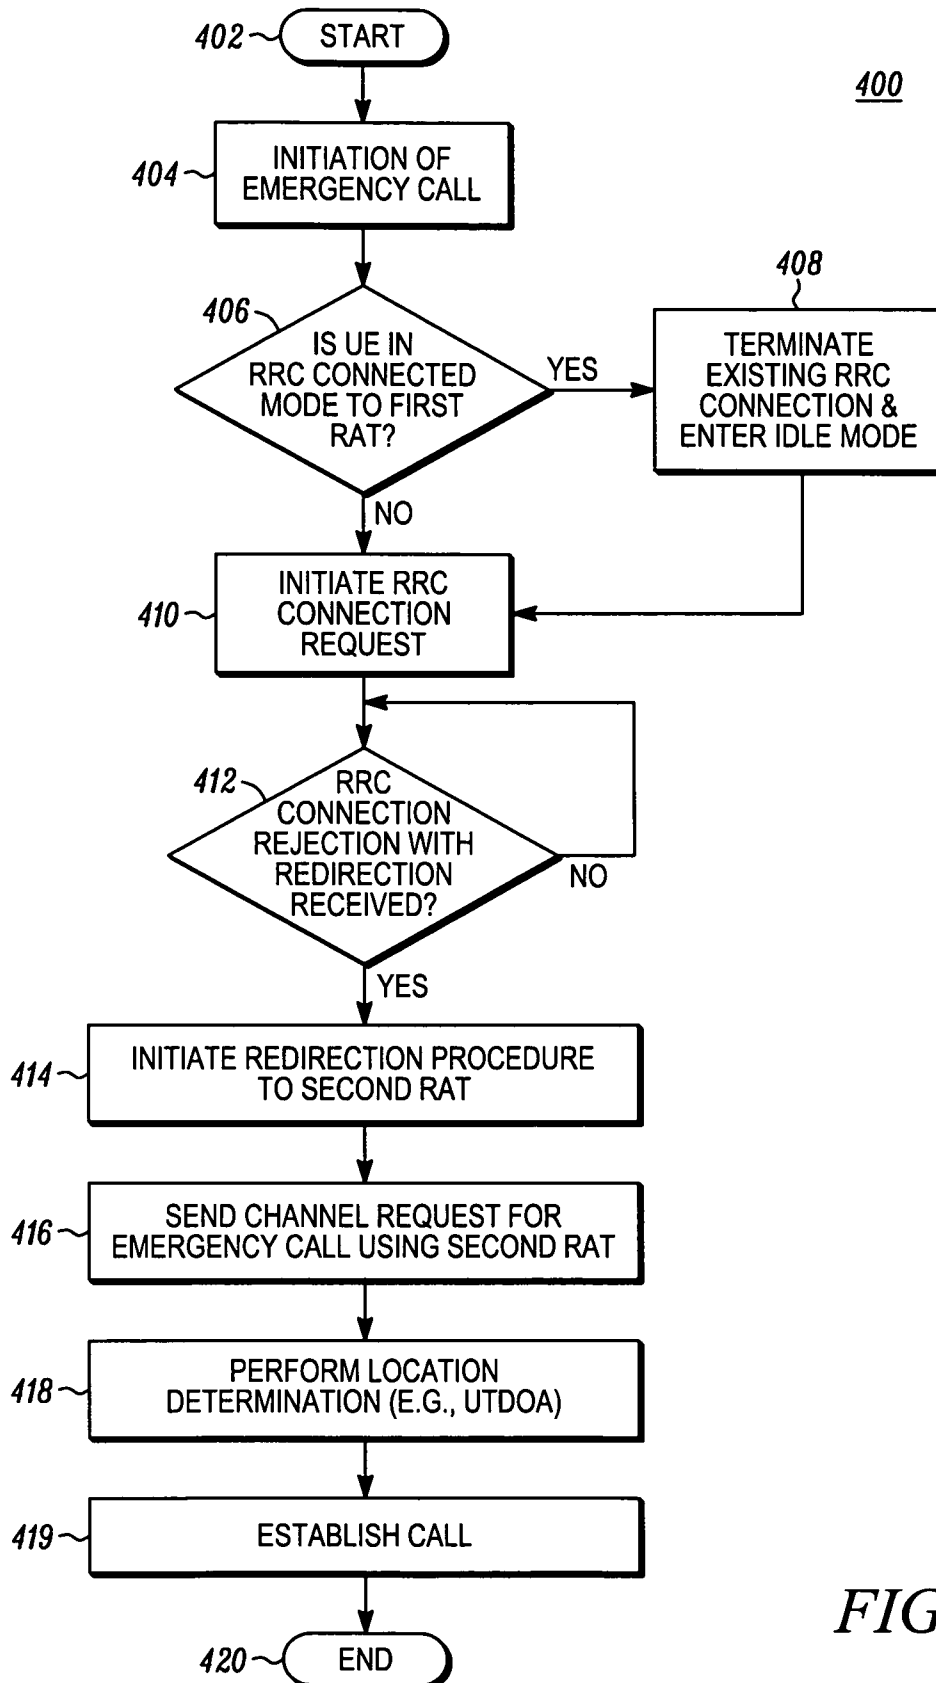 402
START
400
404
INITIATION OF
EMERGENCY CALL
406
IS UE IN
RRC CONNECTED
MODE TO FIRST
RAT?
YES
408
TERMINATE
EXISTING RRC
CONNECTION &
ENTER IDLE MODE
NO
410
INITIATE RRC
CONNECTION
REQUEST
412
RRC
CONNECTION
REJECTION WITH
REDIRECTION
RECEIVED?
NO
YES
414
INITIATE REDIRECTION PROCEDURE
TO SECOND RAT
416
SEND CHANNEL REQUEST FOR
EMERGENCY CALL USING SECOND RAT
418
PERFORM LOCATION
DETERMINATION (E.G., UTDOA)
419
ESTABLISH CALL
420
END
FIG